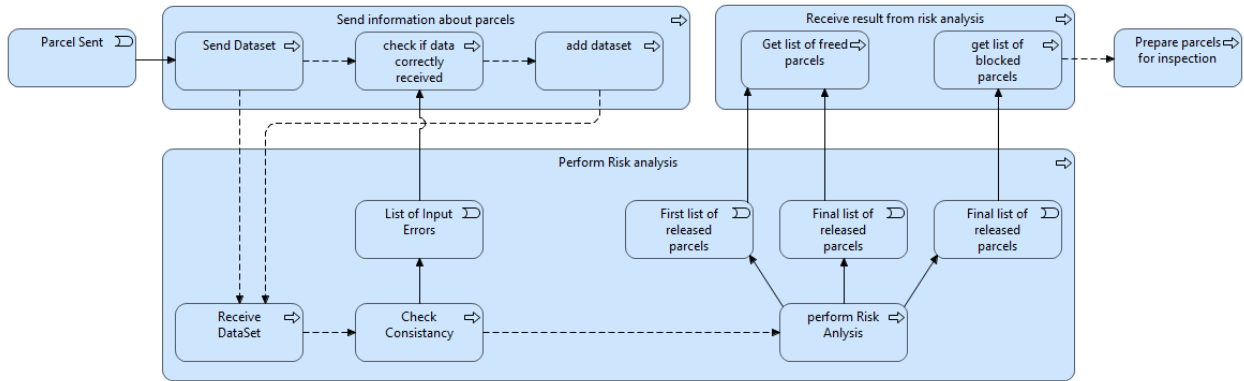 Send information about parcels
Receive result from risk analysis
Parcel Sent
Send Dataset
check if data
correctly
received
add dataset
Get list of freed
parcels
get list of
blocked
parcels
Prepare parcels
for inspection
Perform Risk analysis
List of Input
Errors
First list of
released
parcels
Final list of
released
parcels
Final list of
released
parcels
Receive
DataSet
Check
Consistancy
perform Risk
Anlysis